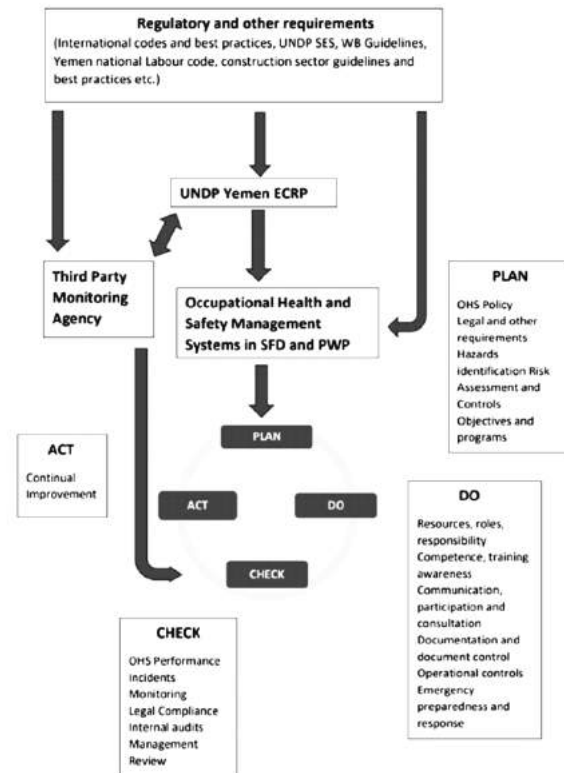 Regulatory and other requirements
(International codes and best practices, UNDP SES, WB Guidelines,
Yemen national Labour code, construction sector guidelines and
best practices etc.)
UNDP Yemen ECRP
Third Party
Monitoring
Agency
Occupational Health and
Safety Management
Systems in SFD and PWP
PLAN
OHS Policy
Legal and other
requirements
Hazards
identification Risk
Assessment and
Controls
Objectives and
programs
PLAN
ACT
DO
CHECK
ACT
Continual
Improvement
DO
Resources, roles,
responsibility
Competence, training
awareness
Communication,
participation and
consultation
Documentation and
document control
Operational controls
Emergency
preparedness and
response
CHECK
OHS Performance
Incidents
Monitoring
Legal Compliance
Internal audits
Management
Review